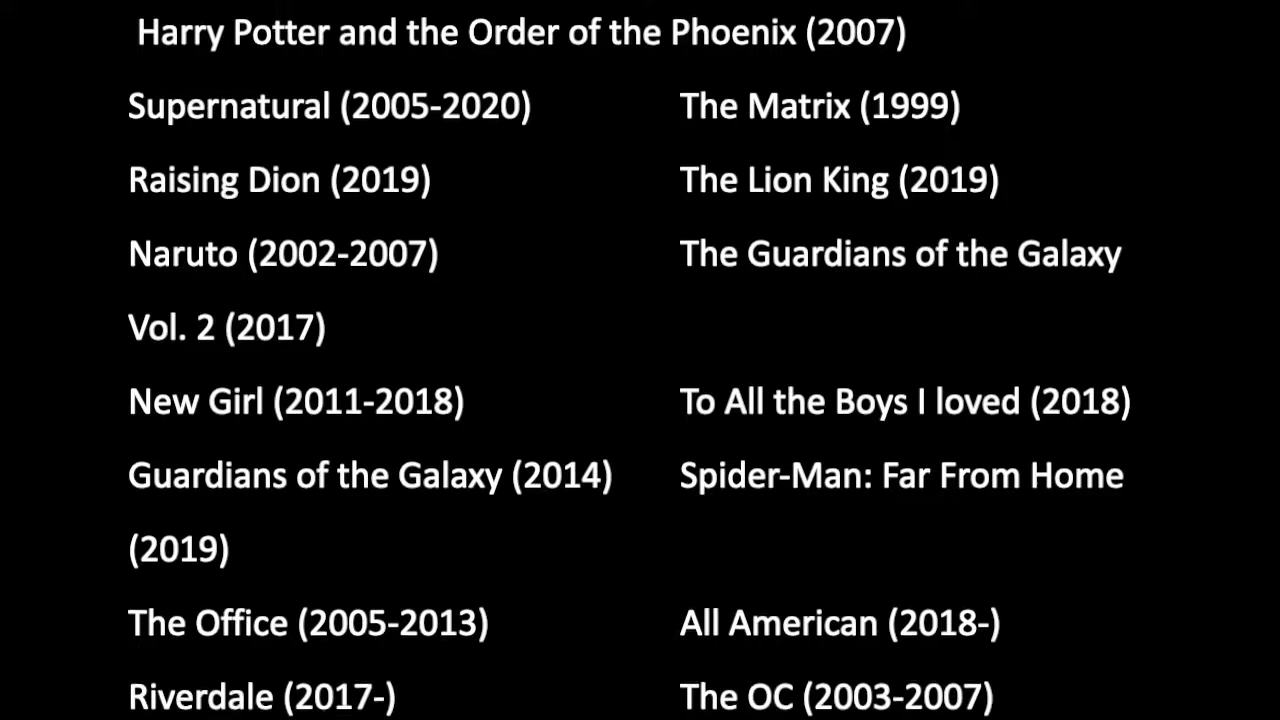 Harry Potter and the Order of the Phoenix (2007)
Supernatural (2005-2020) The Matrix (1999)
Raising Dion (2019) The Lion King (2019)
Naruto (2002-2007) The Guardians of the Galaxy
Vol. 2 (2017)
New Girl (2011-2018) To All the Boys I loved (2018)
Guardians of the Galaxy (2014) Spider-Man: Far From Home
(2019)
The Office (2005-2013) All American (2018-)
Riverdale (2017-) The OC (2003-2007)